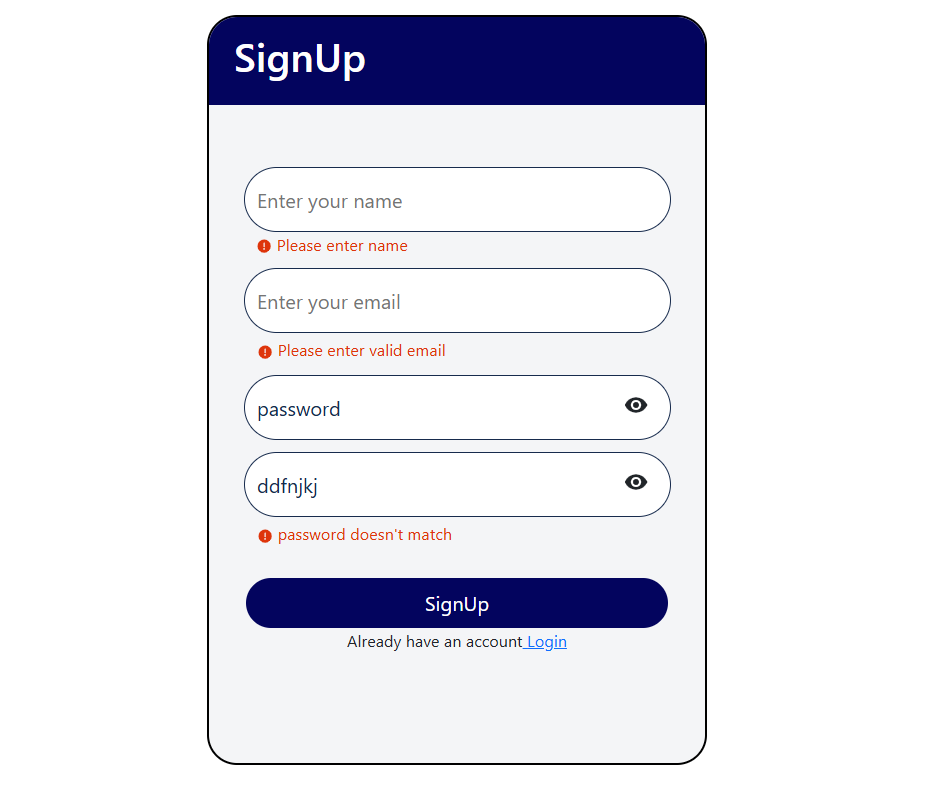 SignUp
Enter your name
Please enter name
Enter your email
Please enter valid email
password
ddfnjkj
password doesn't match
SignUp
Already have an account Login